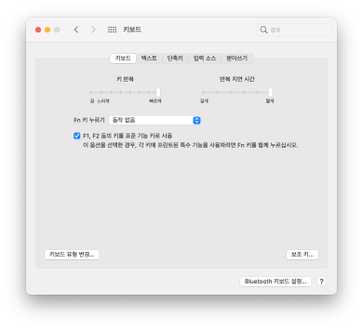 키보드
검색
키보드 텍스트 단축키 입력 소스 받아쓰기
키 반복 반복 지연 시간
끔 느리게 빠르게 길게 짧게
Fn 키 누르기 동작 없음
F1, F2 등의 키를 표준 기능 키로 사용
이 옵션을 선택한 경우, 각 키에 프린트된 특수 기능을 사용하려면 Fn 키를 함께 누르십시오.
키보드 유형 변경... 보조 키...
Bluetooth 키보드 설정... ?